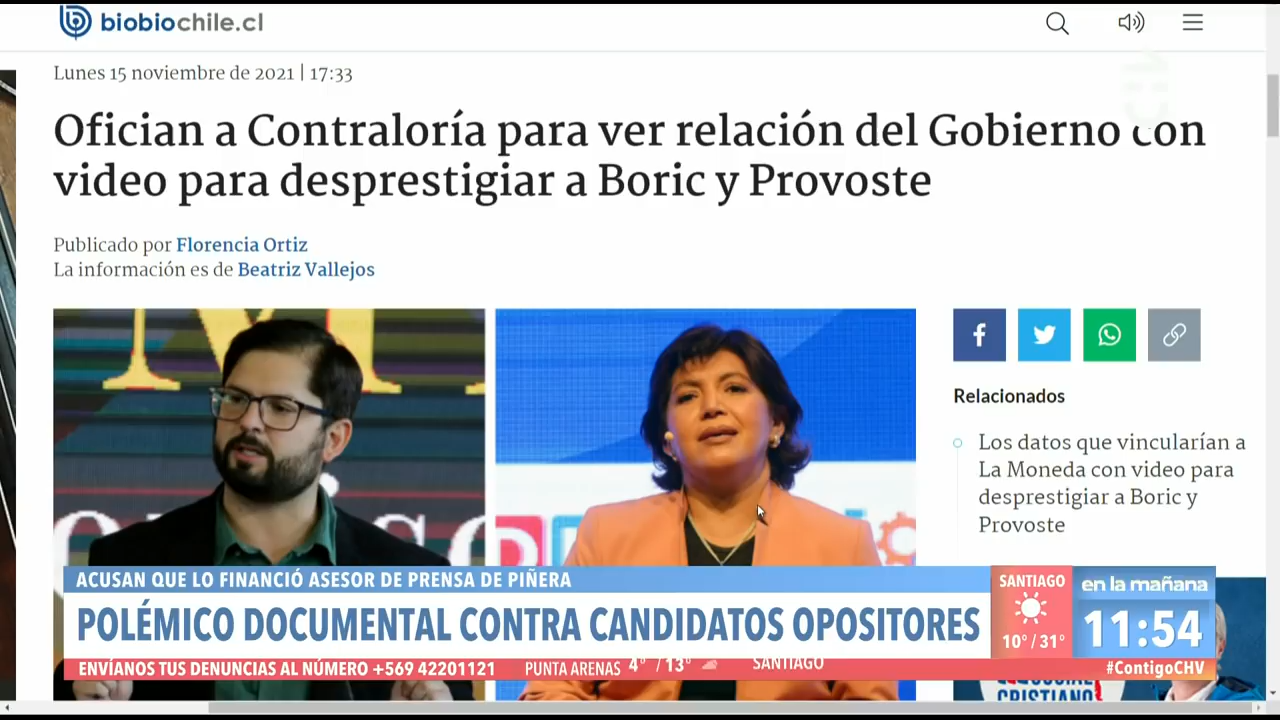 biobiochile.cl
Lunes 15 noviembre de 2021 | 17:33
Ofician a Contraloría para ver relación del Gobierno con
video para desprestigiar a Boric y Provoste
Publicado por Florencia Ortiz
La información es de Beatriz Vallejos
Relacionados
Los datos que vincularían a
La Moneda con video para
desprestigiar a Boric y
Provoste
ACUSAN QUE LO FINANCIÓ ASESOR DE PRENSA DE PIÑERA
POLÉMICO DOCUMENTAL CONTRA CANDIDATOS OPOSITORES
SANTIAGO
10°/31°
en la mañana
11:54
ENVÍANOS TUS DENUNCIAS AL NÚMERO +569 42201121
PUNTA ARENAS 4° / 13°
SANTIAGO
#ContigoCHV
SOCIAL
CRISTIANO